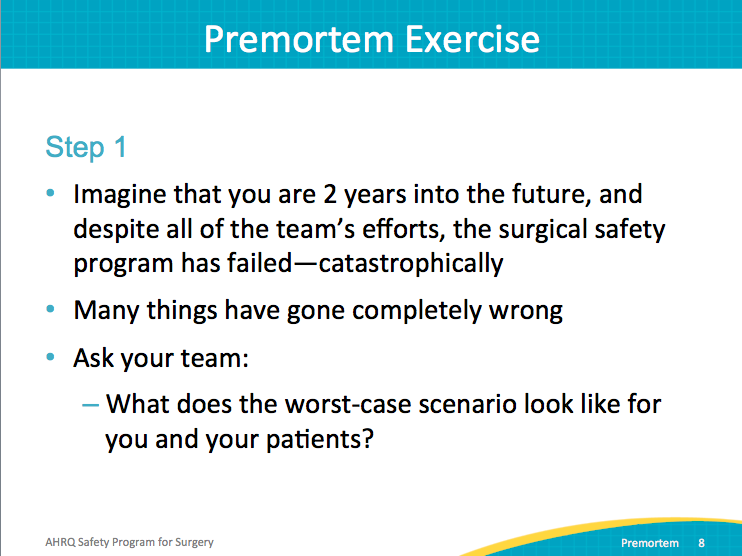 Premortem Exercise
Step 1
• Imagine that you are 2 years into the future, and
despite all of the team’s efforts, the surgical safety
program has failed—catastrophically
• Many things have gone completely wrong
• Ask your team:
– What does the worst-case scenario look like for
you and your patients?
AHRQ Safety Program for Surgery
Premortem 8